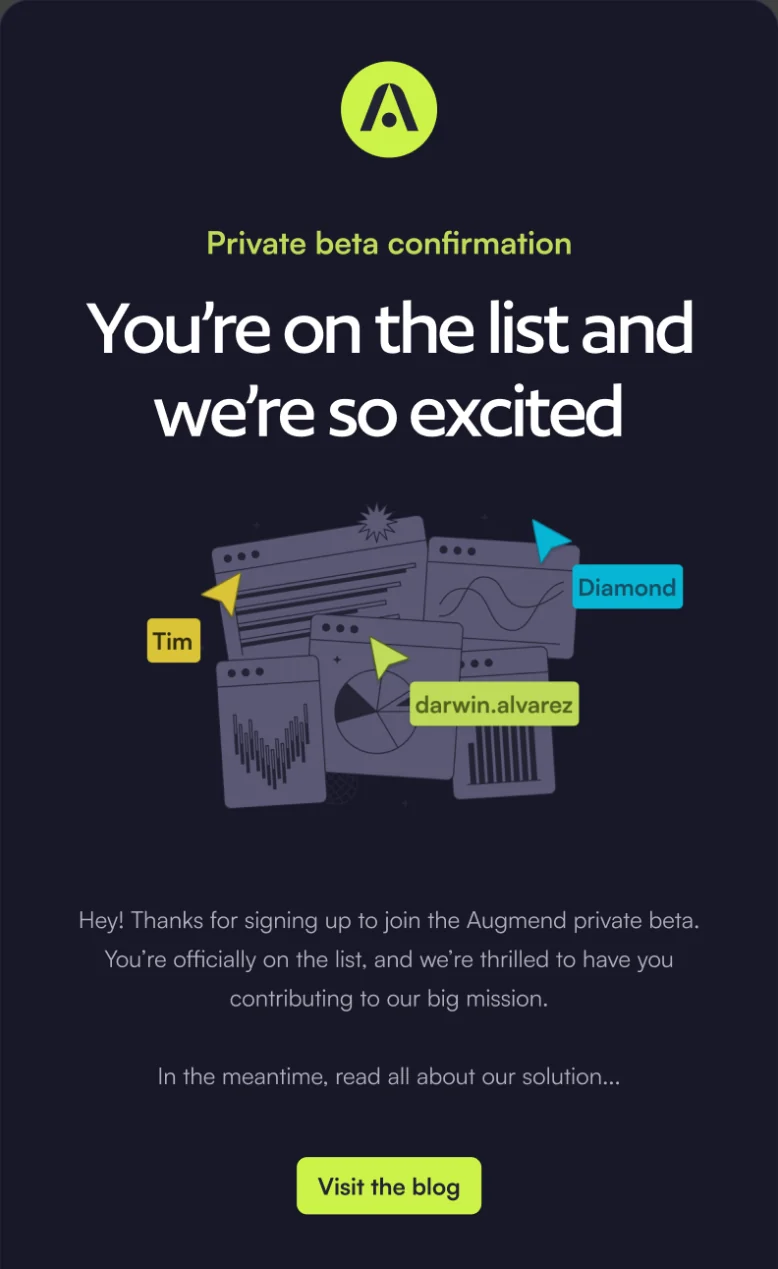 Private beta confirmation
You’re on the list and
we’re so excited
Diamond
Tim
darwin.alvarez
Hey! Thanks for signing up to join the Augmend private beta.
You’re officially on the list, and we’re thrilled to have you
contributing to our big mission.
In the meantime, read all about our solution...
Visit the blog